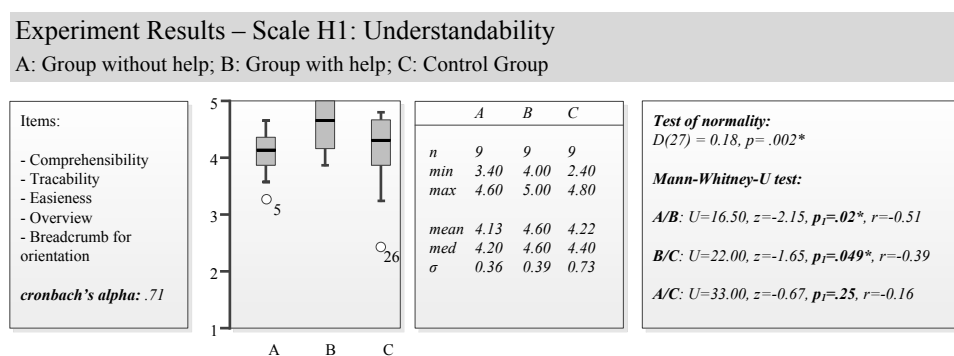 Experiment Results – Scale H1: Understandability
A: Group without help; B: Group with help; C: Control Group
Items:
- Comprehensibility
- Tracability
- Easieness
- Overview
- Breadcrumb for
orientation
cronbach's alpha: .71
5
4
3
2
1
5
26
A B C
A B C
n 9 9 9
min 3.40 4.00 2.40
max 4.60 5.00 4.80
mean 4.13 4.60 4.22
med 4.20 4.60 4.40
σ 0.36 0.39 0.73
Test of normality:
D(27) = 0.18, p= .002*
Mann-Whitney-U test:
A/B: U=16.50, z=-2.15, p₁=.02*, r=-0.51
B/C: U=22.00, z=-1.65, p₁=.049*, r=-0.39
A/C: U=33.00, z=-0.67, p₁=.25, r=-0.16